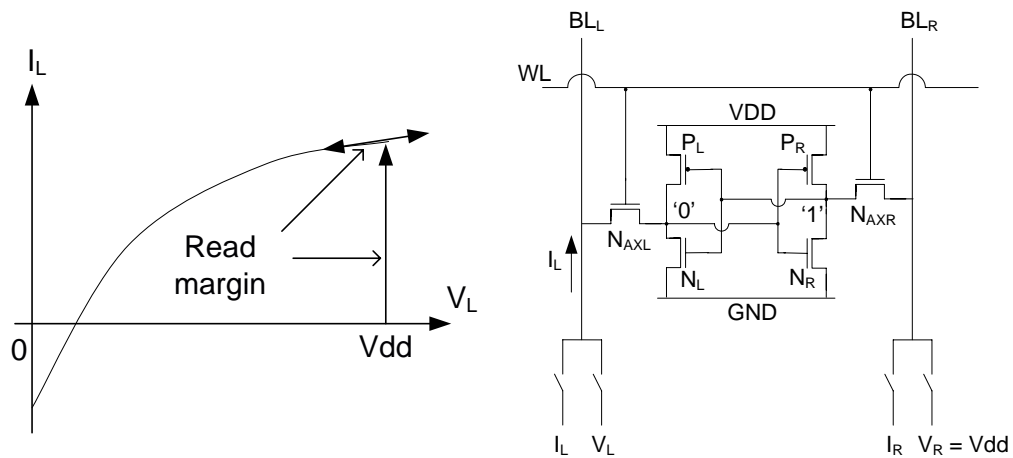 I_L
Read
margin
V_L
0
Vdd
BL_L
BL_R
WL
VDD
P_L
P_R
'0'
'1'
N_AXL
N_AXR
I_L
N_L
N_R
GND
I_L
V_L
I_R
V_R = Vdd